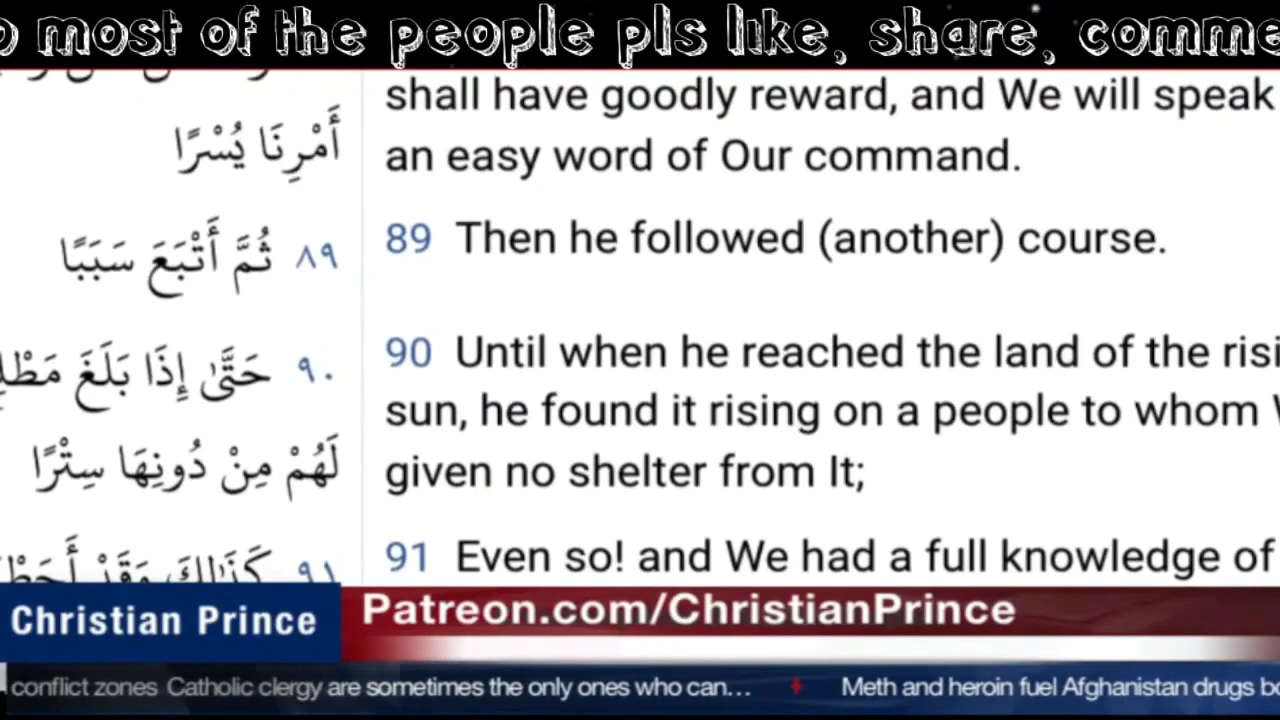 most of the people pls like, share,
shall have goodly reward, and We will speak
an easy word of Our command.
أَمْرِنَا يُسْرًا
89 Then he followed (another) course.
٨٩ ثُمَّ أَتْبَعَ سَبَبًا
90 Until when he reached the land of the
٩٠ حَتَّىٰ إِذَا بَلَغَ
sun, he found it rising on a people to whom
given no shelter from It;
لَهُمْ مِنْ دُونِهَا سِتْرًا
91 Even so! and We had a full knowledge of
٩١ كَذَٰلِكَ وَقَدْ
Christian Prince
Patreon.com/ChristianPrince
conflict zones Catholic clergy are sometimes the only ones who can... Meth and heroin fuel Afghanistan drugs